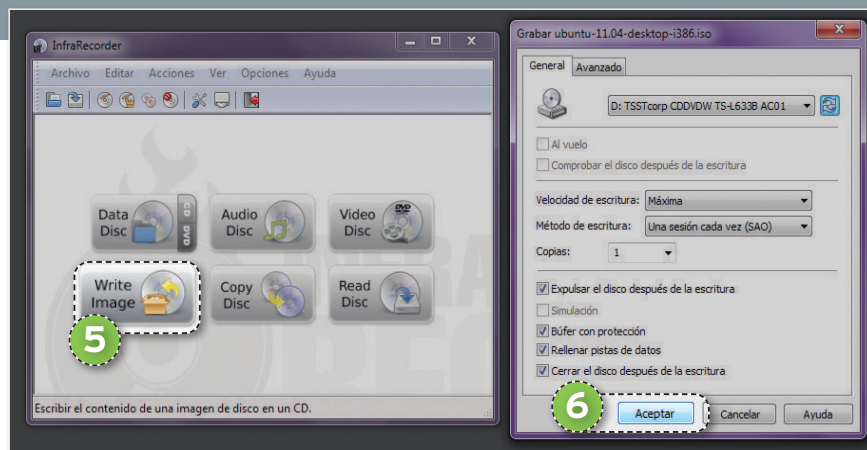 InfraRecorder
Archivo Editar Acciones Ver Opciones Ayuda
Data Disc
CD DVD
Audio Disc
DVD
Video Disc
Write Image
Copy Disc
Read Disc
INFRA
REC
5
Escribir el contenido de una imagen de disco en un CD.
Grabar ubuntu-11.04-desktop-i386.iso
General Avanzado
D: TSSTcorp CDDVDW TS-L633B AC01
Al vuelo
Comprobar el disco después de la escritura
Velocidad de escritura: Máxima
Método de escritura: Una sesión cada vez (SAO)
Copias: 1
Expulsar el disco después de la escritura
Simulación
Búfer con protección
Rellenar pistas de datos
Cerrar el disco después de la escritura
6
Aceptar Cancelar Ayuda